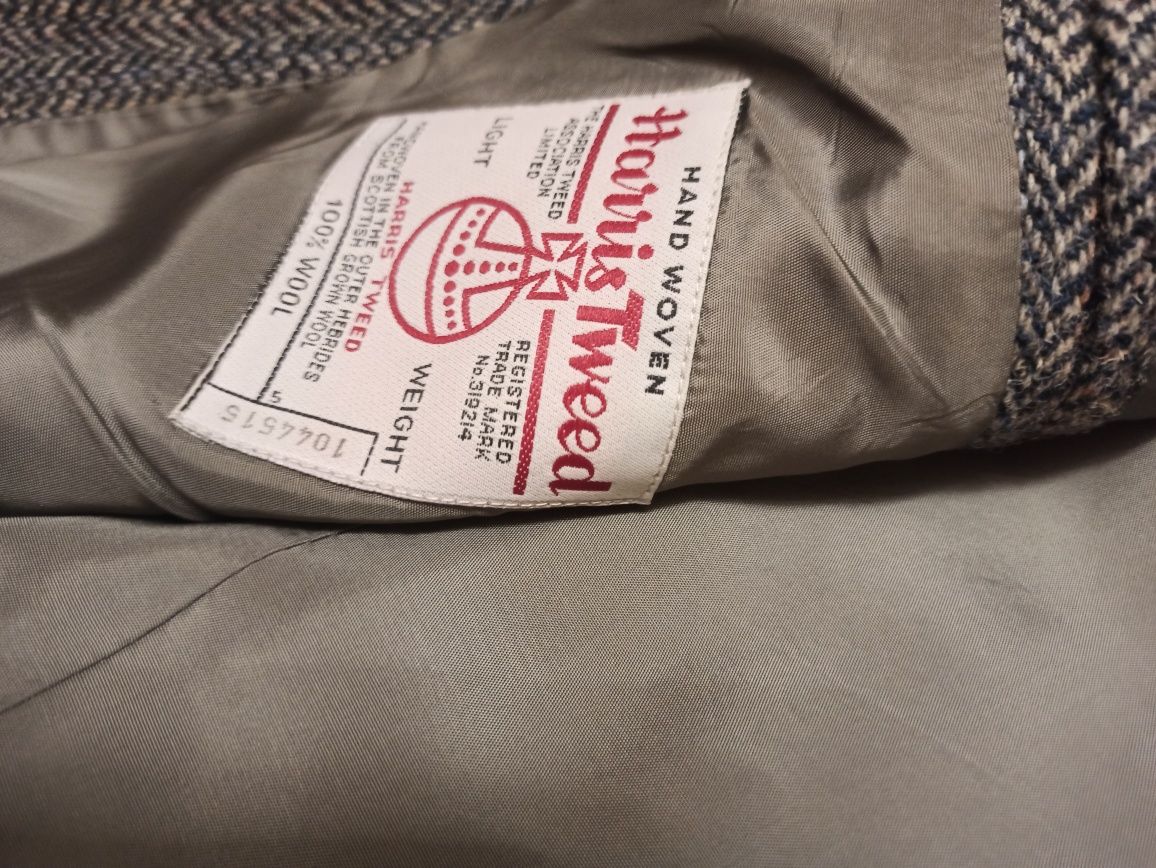 HAND WOVEN
Harris Tweed
THE HARRIS TWEED
ASSOCIATION
LIMITED
REGISTERED
TRADE MARK
No.319214
LIGHT
WEIGHT
HARRIS TWEED
HANDWOVEN IN THE OUTER HEBRIDES
FROM SCOTTISH GROWN WOOL
100% WOOL
5
1044515